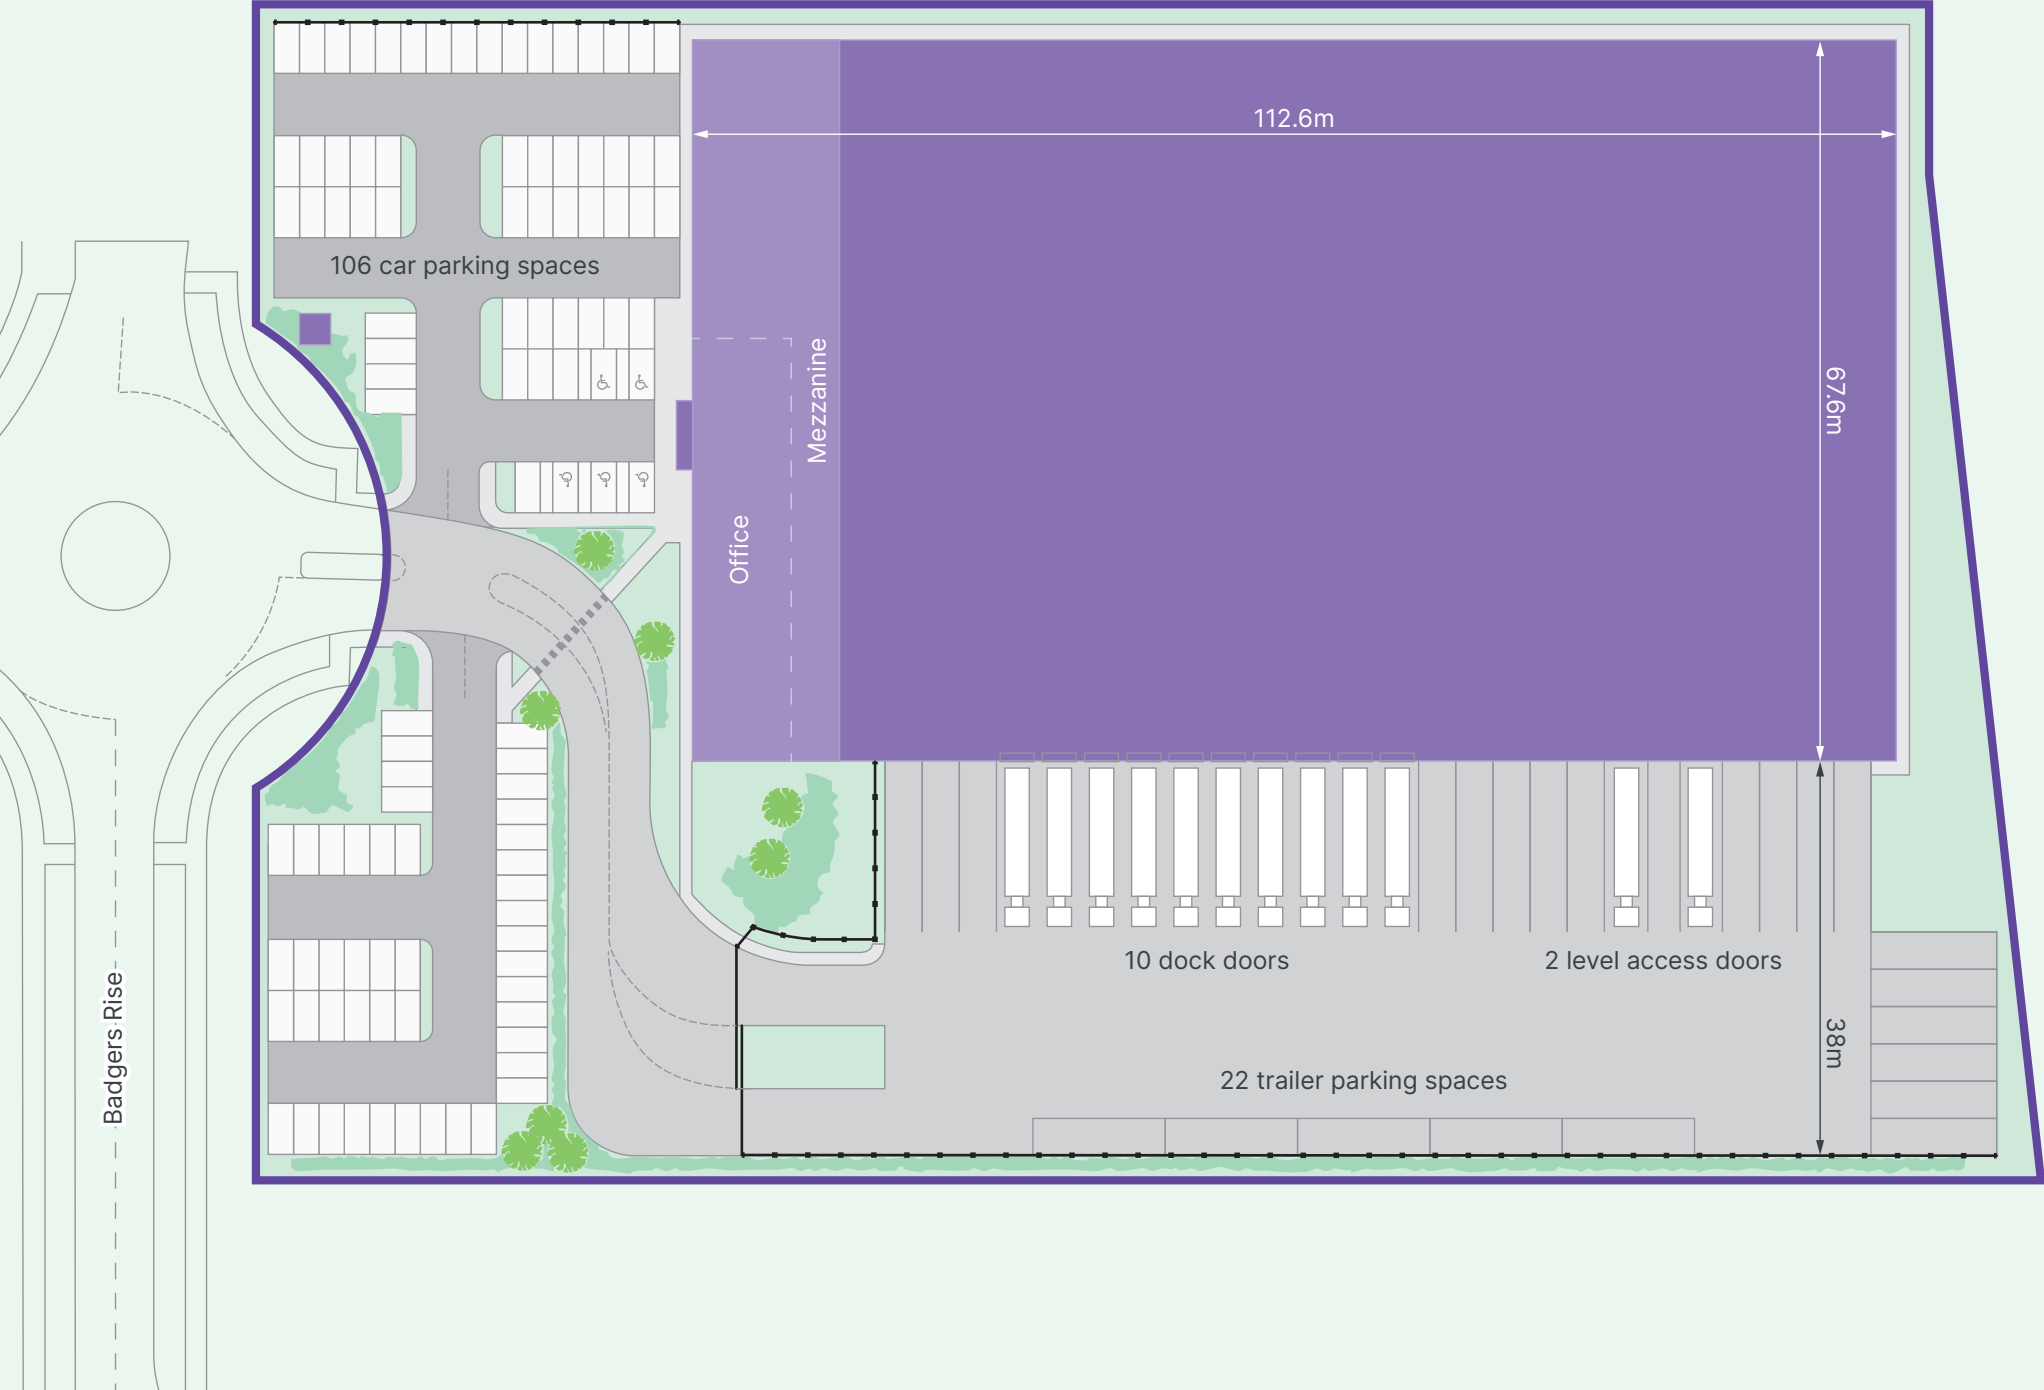 112.6m
106 car parking spaces
Mezzanine
67.6m
Office
10 dock doors
2 level access doors
Badgers Rise
38m
22 trailer parking spaces